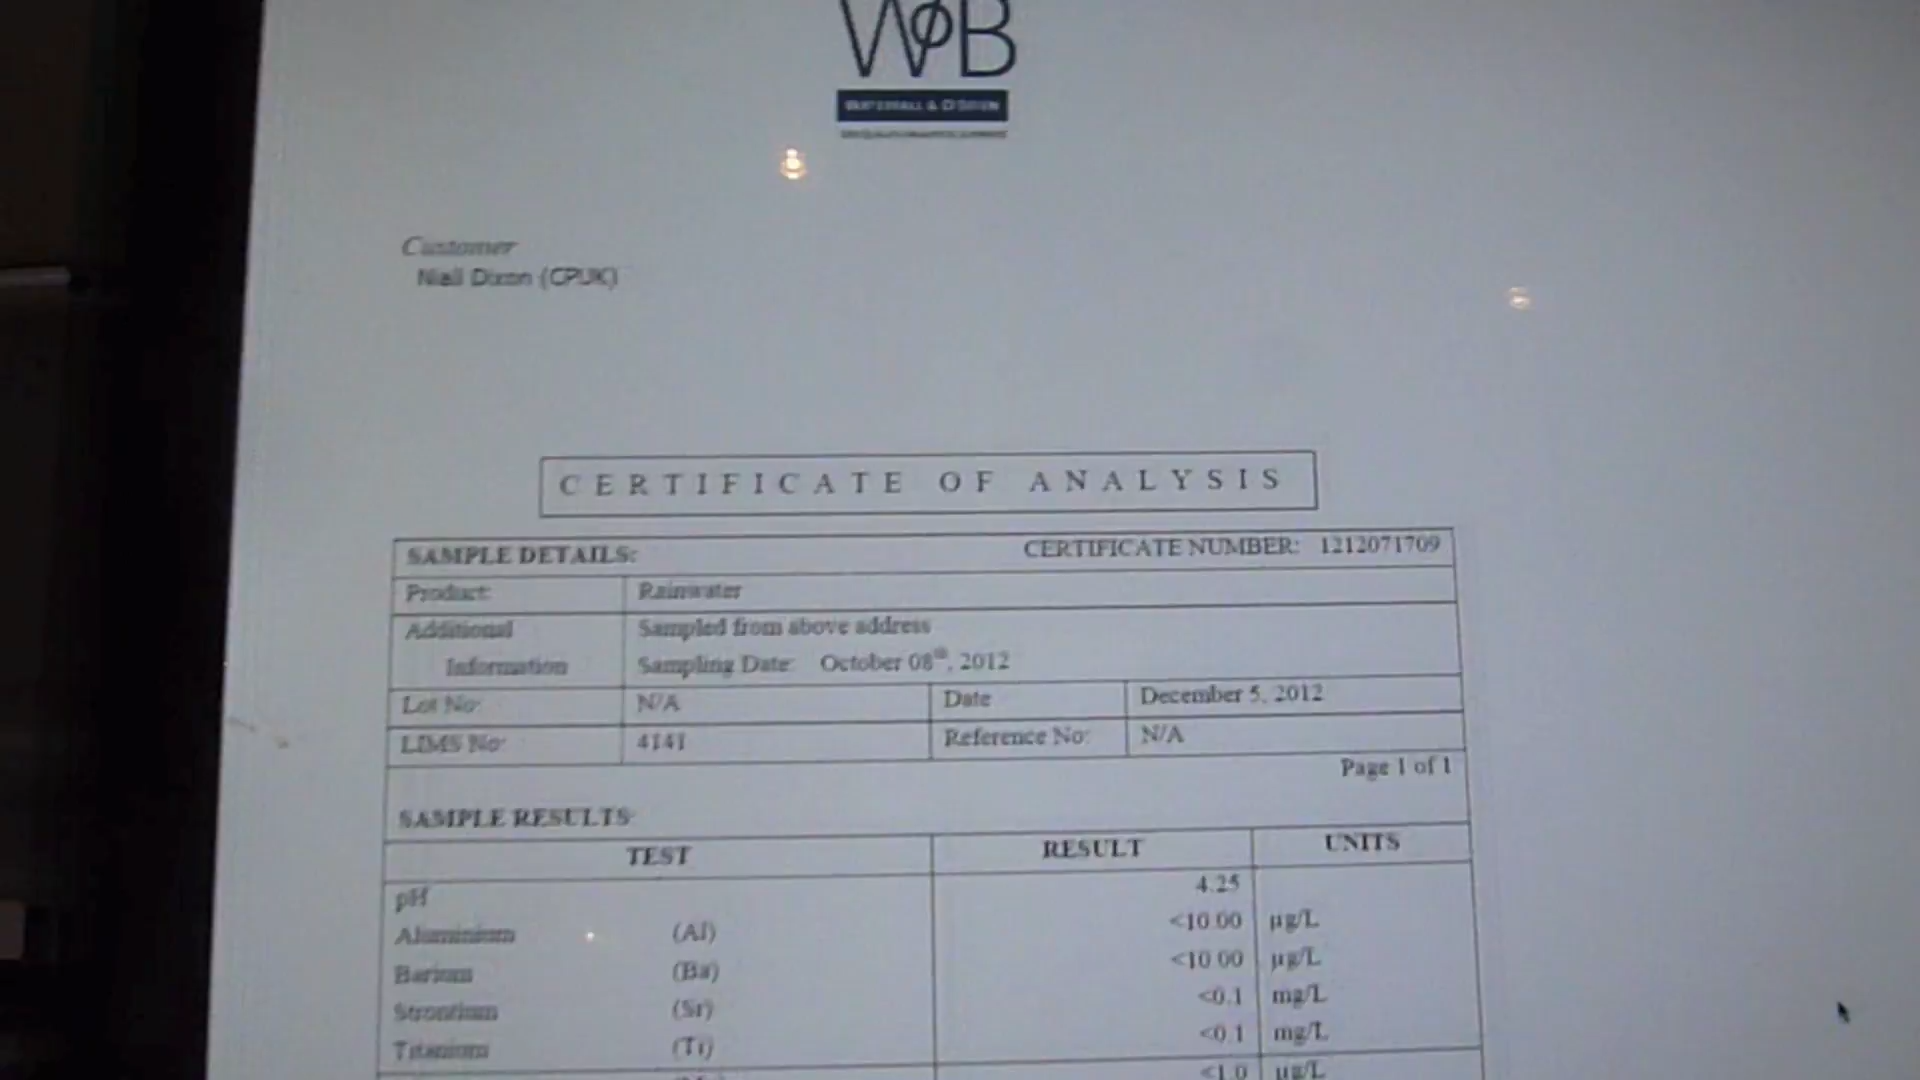 WOB
Customer
Niall Dixon (CPUK)
CERTIFICATE OF ANALYSIS
SAMPLE DETAILS: CERTIFICATE NUMBER: 1212071709
Product: Rainwater
Additional Sampled from above address
Information Sampling Date: October 08th, 2012
Lot No: N/A Date December 5, 2012
LIMS No: 4141 Reference No: N/A
Page 1 of 1
SAMPLE RESULTS:
TEST RESULT UNITS
pH 4.25
Aluminium (Al) <10.00 µg/L
Barium (Ba) <10.00 µg/L
Strontium (Sr) <0.1 mg/L
Titanium (Ti) <0.1 mg/L
<1.0 µg/L